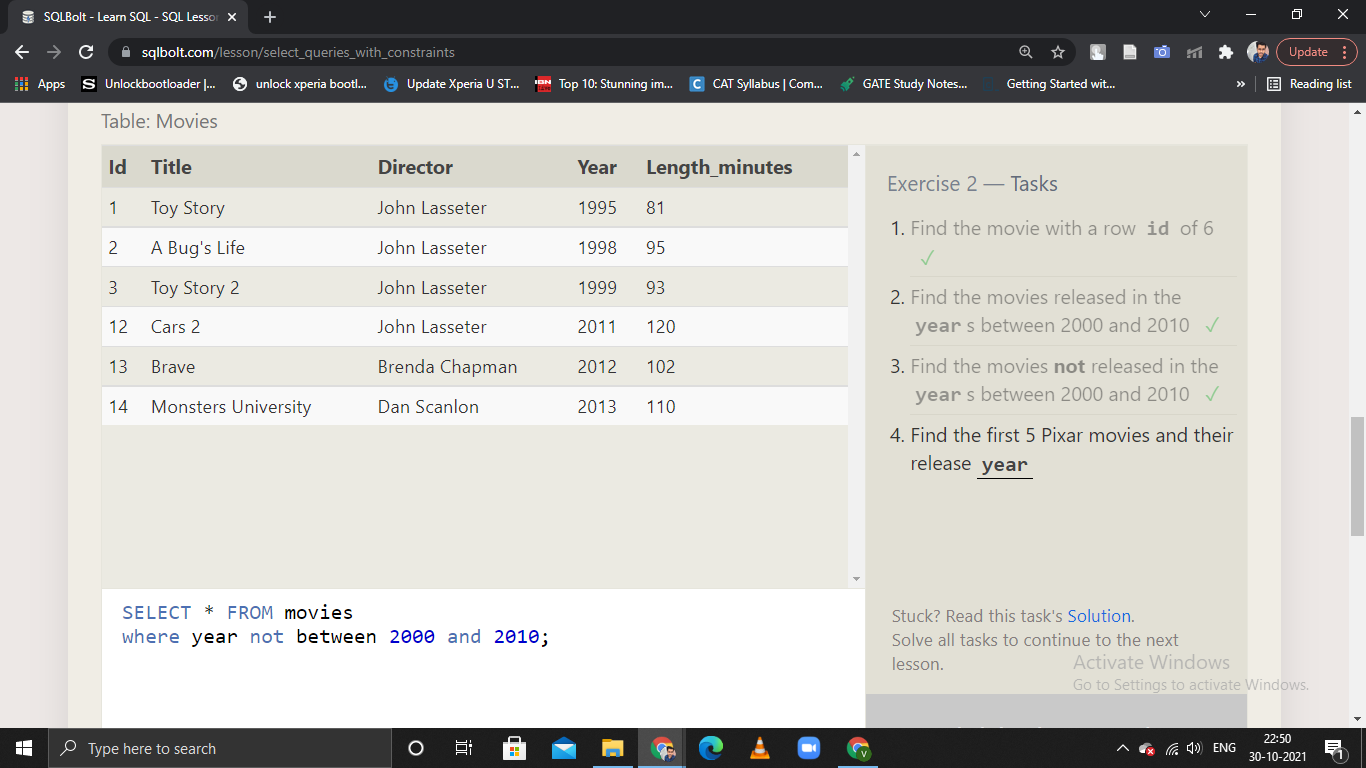 SQLBolt - Learn SQL - SQL Lesson
sqlbolt.com/lesson/select_queries_with_constraints
Update
Apps
Unlockbootloader |...
unlock xperia bootl...
Update Xperia U ST...
Top 10: Stunning im...
CAT Syllabus | Com...
GATE Study Notes...
Getting Started wit...
»
Reading list
Table: Movies
Id Title Director Year Length_minutes
1 Toy Story John Lasseter 1995 81
2 A Bug's Life John Lasseter 1998 95
3 Toy Story 2 John Lasseter 1999 93
12 Cars 2 John Lasseter 2011 120
13 Brave Brenda Chapman 2012 102
14 Monsters University Dan Scanlon 2013 110
SELECT * FROM movies
where year not between 2000 and 2010;
Exercise 2 — Tasks
1. Find the movie with a row id of 6
✓
2. Find the movies released in the
year s between 2000 and 2010 ✓
3. Find the movies not released in the
year s between 2000 and 2010 ✓
4. Find the first 5 Pixar movies and their
release year
Stuck? Read this task's Solution.
Solve all tasks to continue to the next
lesson.
Activate Windows
Go to Settings to activate Windows.
Type here to search
ENG
22:50
30-10-2021
1